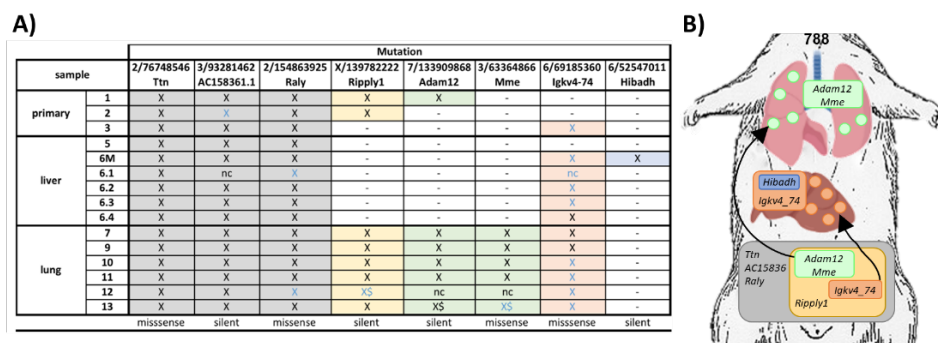 A)
B)
Mutation
sample
2/76748546 3/93281462 2/154863925 X/139782222 7/133909868 3/63364866 6/69185360 6/52547011
Ttn AC158361.1 Raly Ripply1 Adam12 Mme Igkv4-74 Hibadh
primary
1 X X X X X - - -
2 X X X X - - - -
3 X X X - - - X -
liver
5 X X X - - - - -
6M X X X - - - X X
6.1 X nc X - - - nc -
6.2 X X X - - - X -
6.3 X X X - - - X -
6.4 X X X - - - X -
lung
7 X X X X X X X -
9 X X X X X X X -
10 X X X X X X X -
11 X X X X X X X -
12 X X X X$ nc nc X -
13 X X X X X$ X$ X -
misssense silent missense silent silent missense misssense silent
788
Adam12
Mme
Hibadh
Igkv4_74
Ttn
AC15836
Raly
Adam12
Mme
Igkv4_74
Ripply1